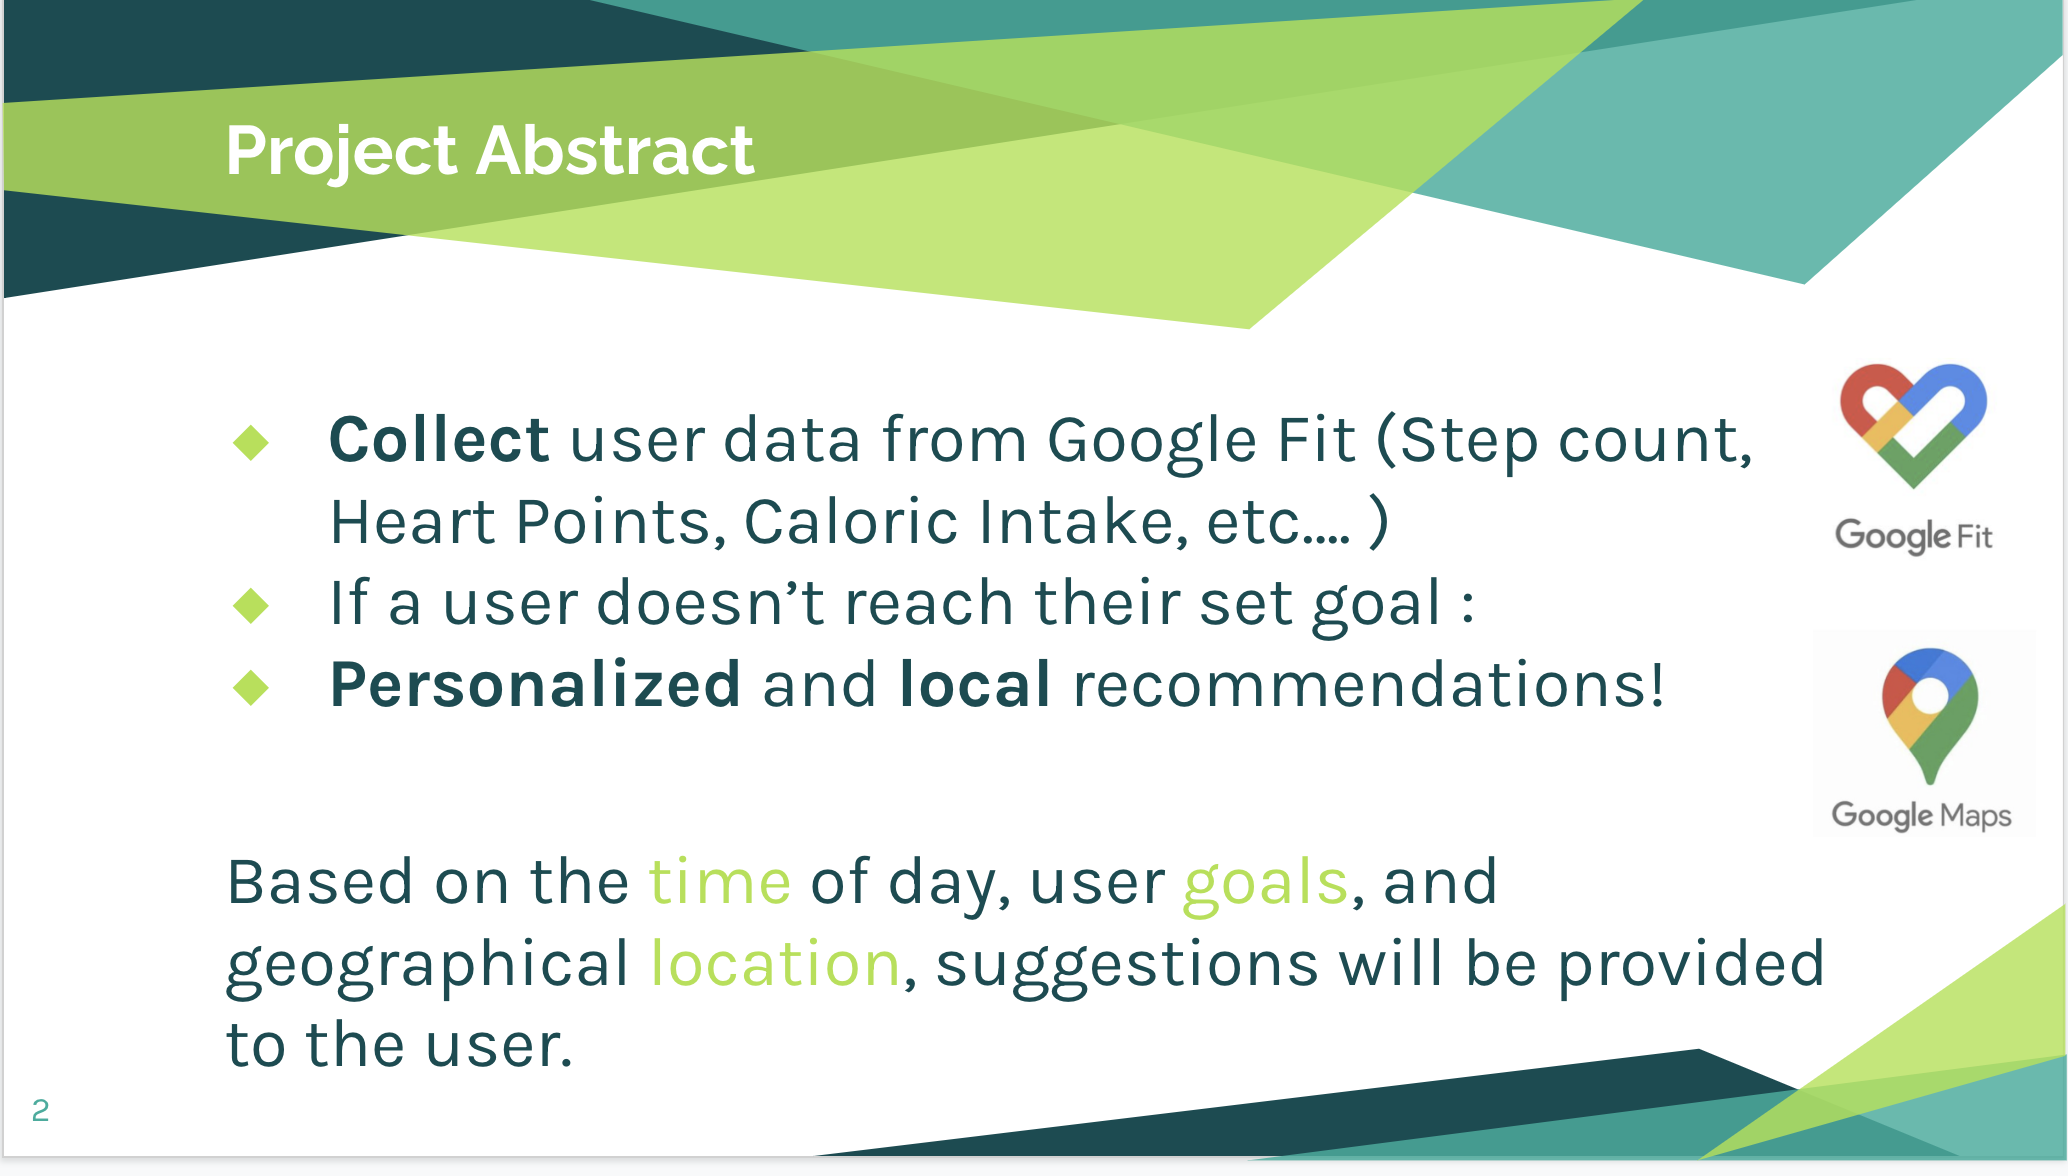 Project Abstract
Collect user data from Google Fit (Step count,
Heart Points, Caloric Intake, etc.... )
If a user doesn’t reach their set goal :
Personalized and local recommendations!
Google Fit
Google Maps
Based on the time of day, user goals, and
geographical location, suggestions will be provided
to the user.
2